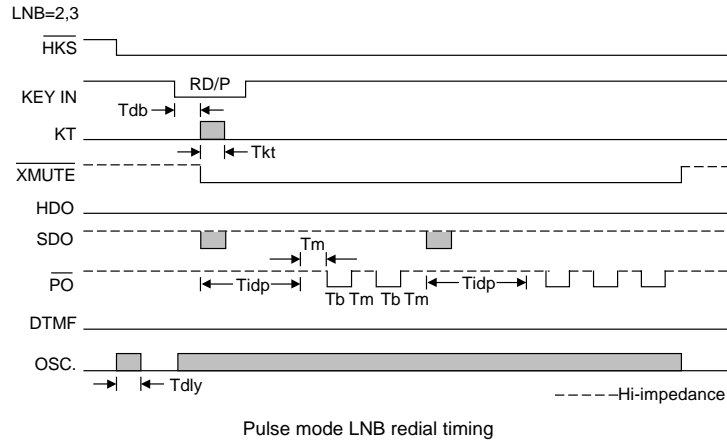 LNB=2,3
HKS
KEY IN
RD/P
Tdb
KT
Tkt
XMUTE
HDO
SDO
Tm
PO
Tidp
Tb Tm
Tb Tm
Tidp
DTMF
OSC.
Tdly
Hi-impedance
Pulse mode LNB redial timing